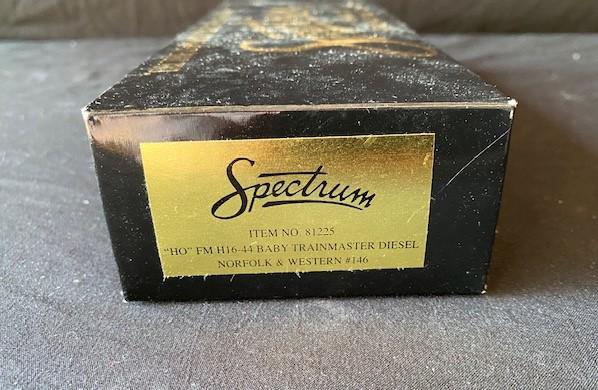 Spectrum
ITEM NO. 81225
"HO" FM H16-44 BABY TRAINMASTER DIESEL
NORFOLK & WESTERN #146